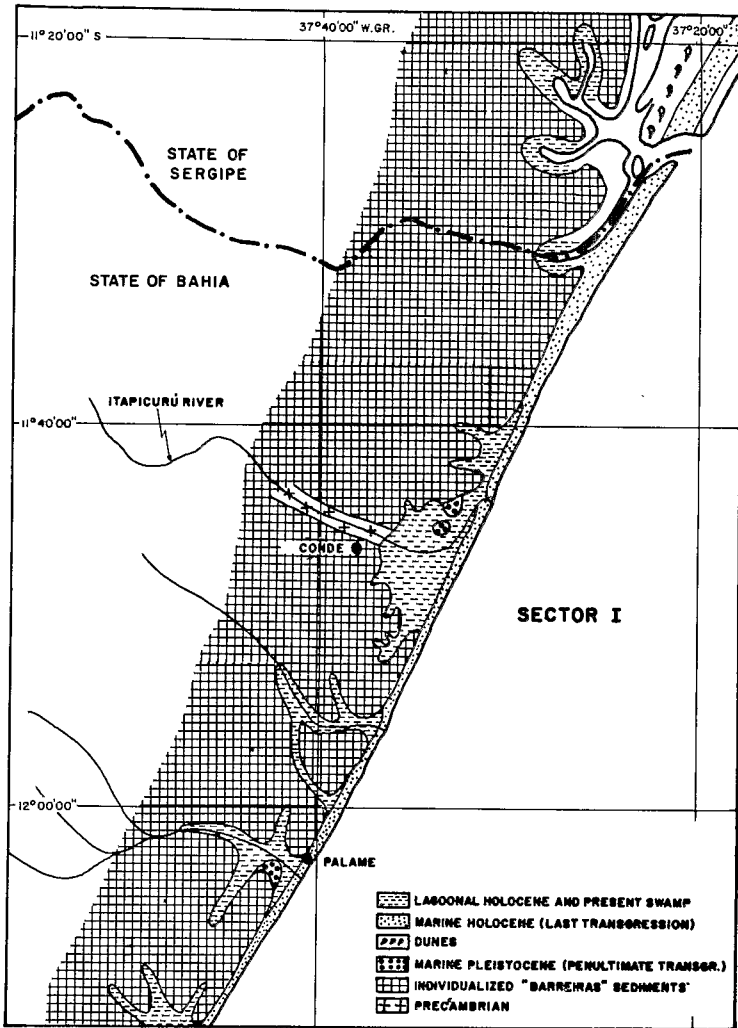 37°40'00" W.GR.
37°20'00"
11°20'00" S
STATE OF
SERGIPE
STATE OF BAHIA
ITAPICURÚ RIVER
11°40'00"
CONDE
SECTOR I
12°00'00"
PALAME
LAGOONAL HOLOCENE AND PRESENT SWAMP
MARINE HOLOCENE (LAST TRANSGRESSION)
DUNES
MARINE PLEISTOCENE (PENULTIMATE TRANSGR.)
INDIVIDUALIZED "BARREIRAS" SEDIMENTS
PRECAMBRIAN